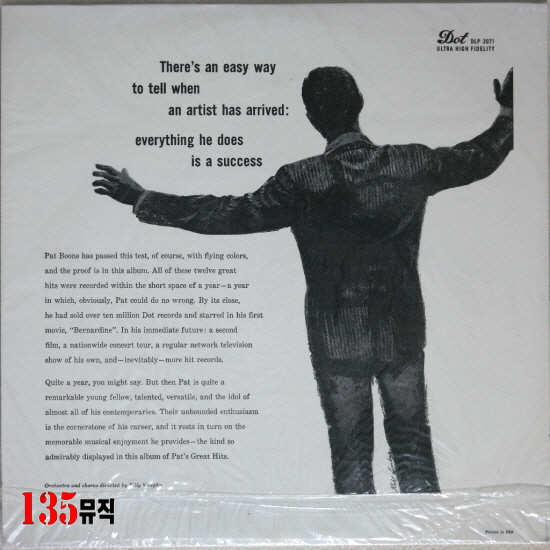 Dot DLP 3071
ULTRA HIGH FIDELITY
There's an easy way
to tell when
an artist has arrived:
everything he does
is a success
Pat Boone has passed this test, of course, with flying colors,
and the proof is in this album. All of these twelve great
hits were recorded within the short space of a year—a year
in which, obviously, Pat could do no wrong. By its close,
he had sold over ten million Dot records and starred in his first
movie, "Bernardine". In his immediate future: a second
film, a nationwide concert tour, a regular network television
show of his own, and—inevitably—more hit records.
Quite a year, you might say. But then Pat is quite a
remarkable young fellow, talented, versatile, and the idol of
almost all of his contemporaries. Their unbounded enthusiasm
is the cornerstone of his career, and it rests in turn on the
memorable musical enjoyment he provides—the kind so
admirably displayed in this album of Pat's Great Hits.
Orchestra and chorus directed by Billy Vaughn
135뮤직
Printed in USA